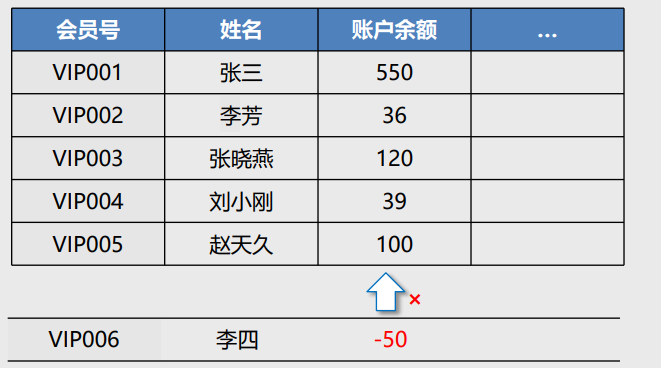 会员号 姓名 账户余额 ...
VIP001 张三 550
VIP002 李芳 36
VIP003 张晓燕 120
VIP004 刘小刚 39
VIP005 赵天久 100
×
VIP006 李四 -50